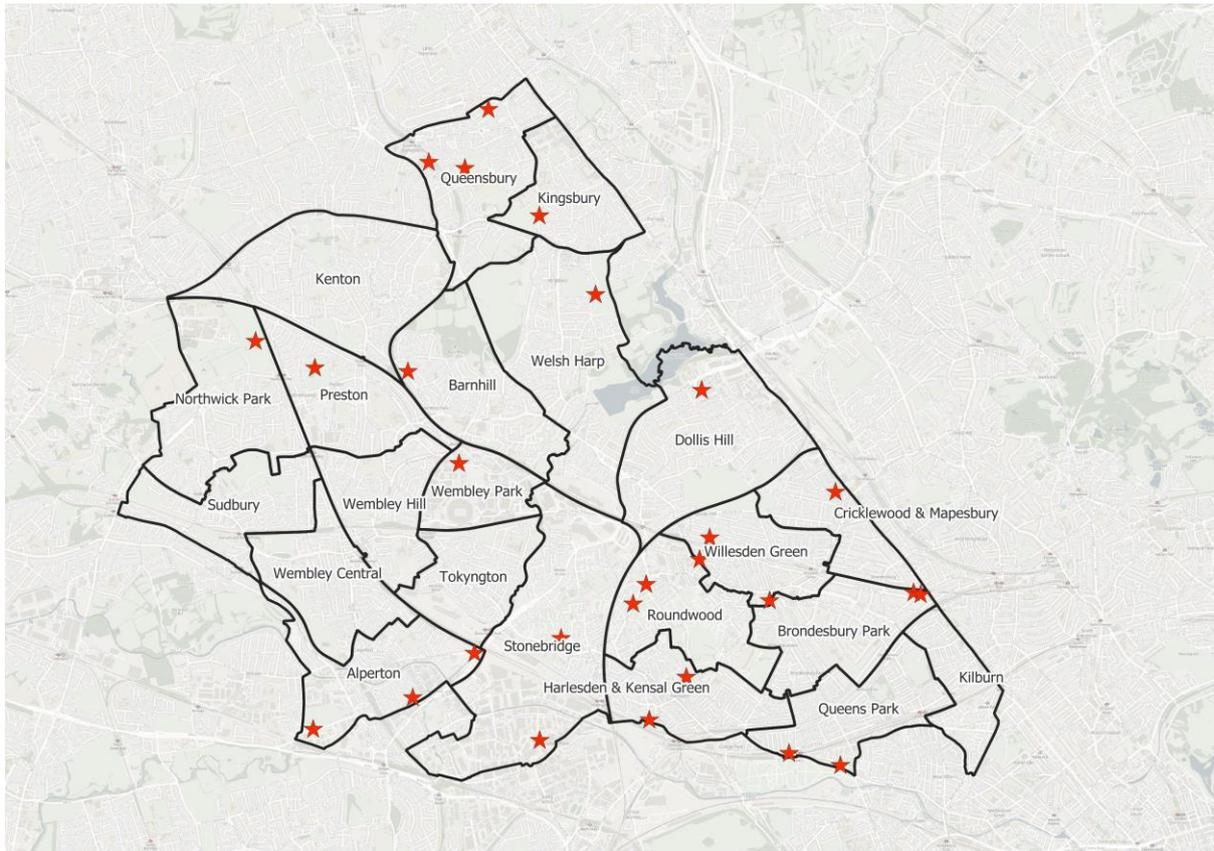 Queensbury
Kingsbury
Kenton
Welsh Harp
Barnhill
Preston
Northwick Park
Dollis Hill
Wembley Park
Wembley Hill
Sudbury
Cricklewood & Mapesbury
Willesden Green
Wembley Central
Tokyngton
Roundwood
Brondesbury Park
Stonebridge
Alperton
Kilburn
Harlesden & Kensal Green
Queens Park